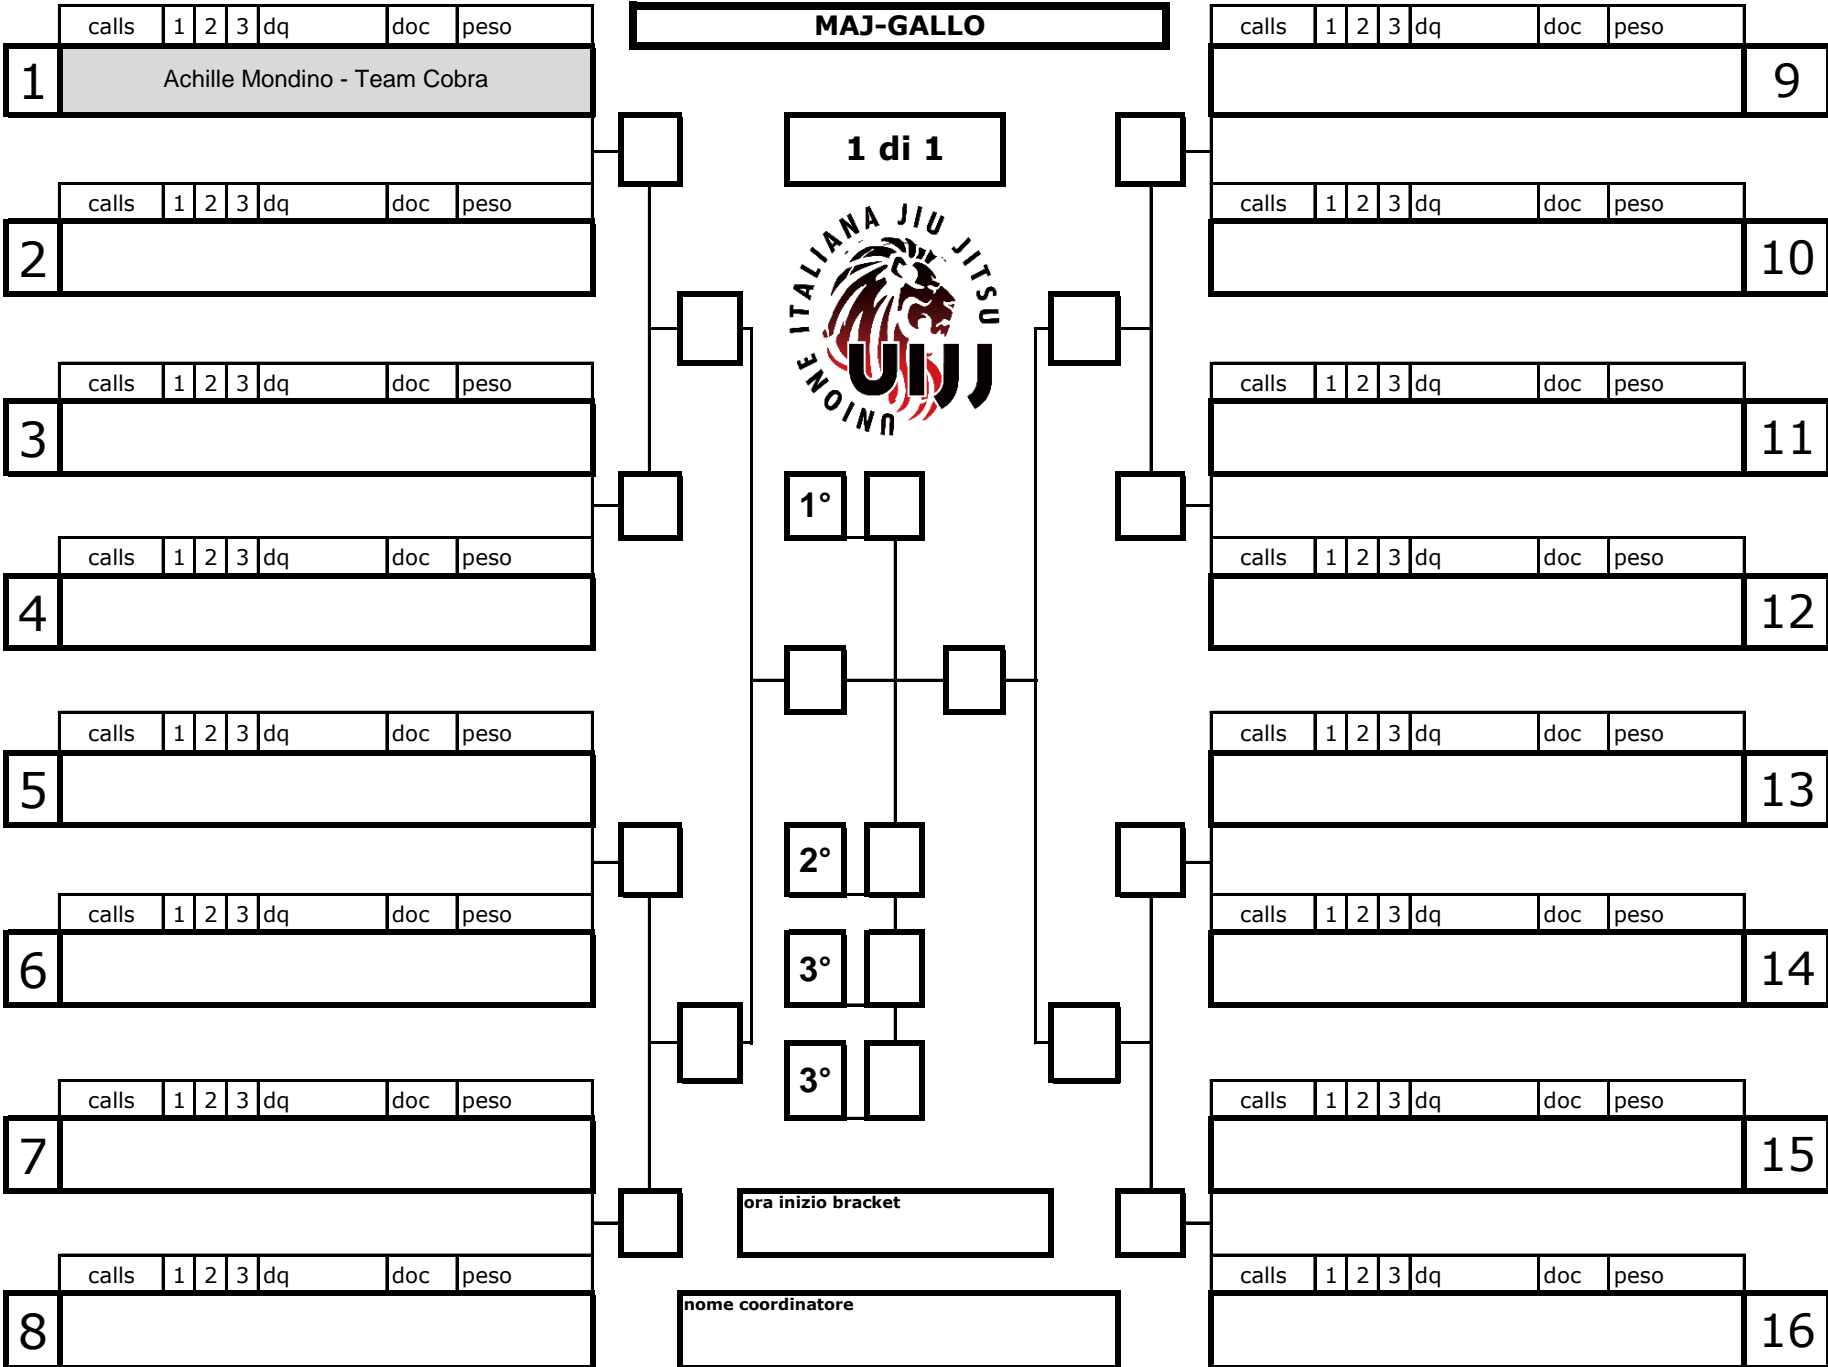 calls 1 2 3 dq doc peso
1 Achille Mondino - Team Cobra
calls 1 2 3 dq doc peso
2
calls 1 2 3 dq doc peso
3
calls 1 2 3 dq doc peso
4
calls 1 2 3 dq doc peso
5
calls 1 2 3 dq doc peso
6
calls 1 2 3 dq doc peso
7
calls 1 2 3 dq doc peso
8
MAJ-GALLO
1 di 1
UNIONE ITALIANA JIU JITSU
UIJJ
1°
2°
3°
3°
ora inizio bracket
nome coordinatore
calls 1 2 3 dq doc peso
9
calls 1 2 3 dq doc peso
10
calls 1 2 3 dq doc peso
11
calls 1 2 3 dq doc peso
12
calls 1 2 3 dq doc peso
13
calls 1 2 3 dq doc peso
14
calls 1 2 3 dq doc peso
15
calls 1 2 3 dq doc peso
16